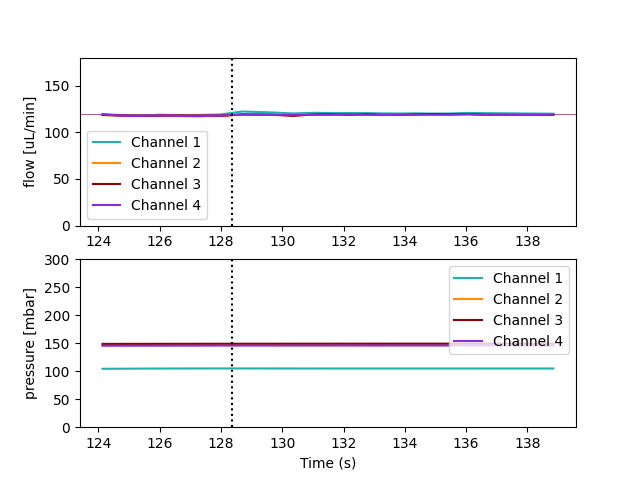 150
100
50
0
flow [uL/min]
Channel 1
Channel 2
Channel 3
Channel 4
124 126 128 130 132 134 136 138
300
250
200
150
100
50
0
pressure [mbar]
Channel 1
Channel 2
Channel 3
Channel 4
124 126 128 130 132 134 136 138
Time (s)